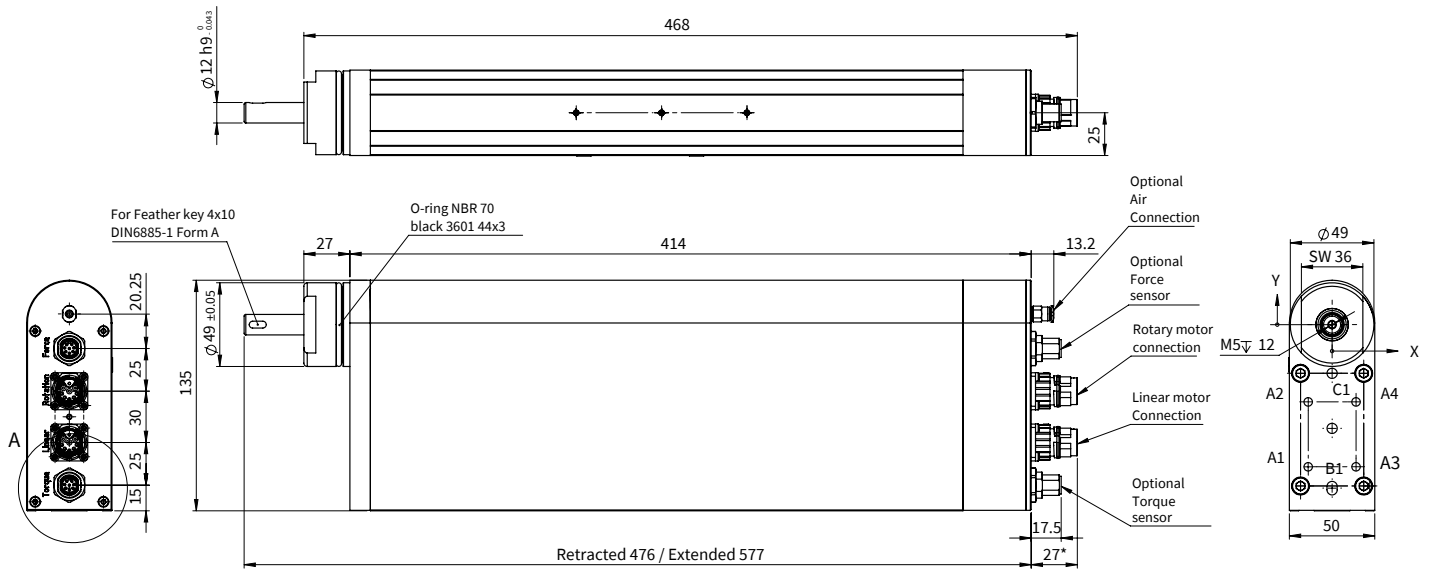 468
⌀ 12 h9 0 -0.043
25
For Feather key 4x10
DIN6885-1 Form A
O-ring NBR 70
black 3601 44x3
27
414
13.2
Optional
Air
Connection
Optional
Force
sensor
Rotary motor
connection
Linear motor
Connection
Optional
Torque
sensor
⌀ 49 ±0.05
135
17.5
Retracted 476 / Extended 577
27*
20.25
25
30
25
15
Force
Rotation
Linear
Torque
A
⌀ 49
SW 36
Y
X
M5↧ 12
A2
C1
A4
A1
B1
A3
50